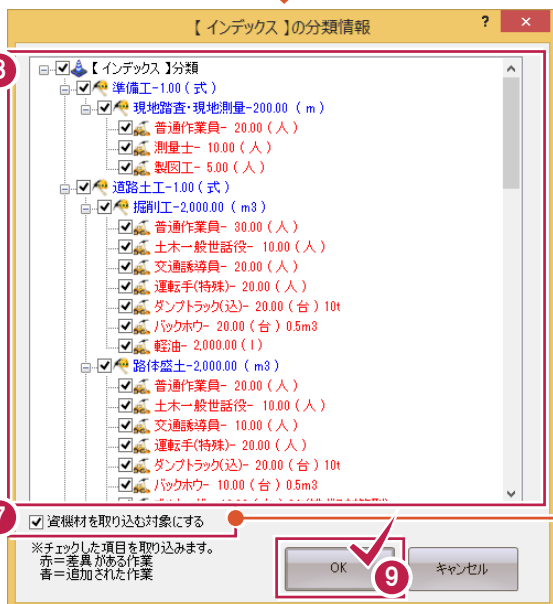 【 インデックス 】の分類情報
?
×
8
【 インデックス 】分類
準備工-1.00 ( 式 )
現地踏査・現地測量-200.00 ( m )
普通作業員- 20.00 ( 人 )
測量士- 10.00 ( 人 )
製図工- 5.00 ( 人 )
道路土工-1.00 ( 式 )
掘削工-2,000.00 ( m3 )
普通作業員- 30.00 ( 人 )
土木一般世話役- 10.00 ( 人 )
交通誘導員- 20.00 ( 人 )
運転手(特殊)- 20.00 ( 人 )
ダンプトラック(込)- 20.00 ( 台 ) 10t
バックホウ- 20.00 ( 台 ) 0.5m3
軽油- 2,000.00 ( l )
路体盛土-2,000.00 ( m3 )
普通作業員- 20.00 ( 人 )
土木一般世話役- 10.00 ( 人 )
交通誘導員- 10.00 ( 人 )
運転手(特殊)- 20.00 ( 人 )
ダンプトラック(込)- 20.00 ( 台 ) 10t
バックホウ- 10.00 ( 台 ) 0.5m3
7
資機材を取り込む対象にする
※チェックした項目を取り込みます。
赤=差異がある作業
青=追加された作業
OK
9
キャンセル